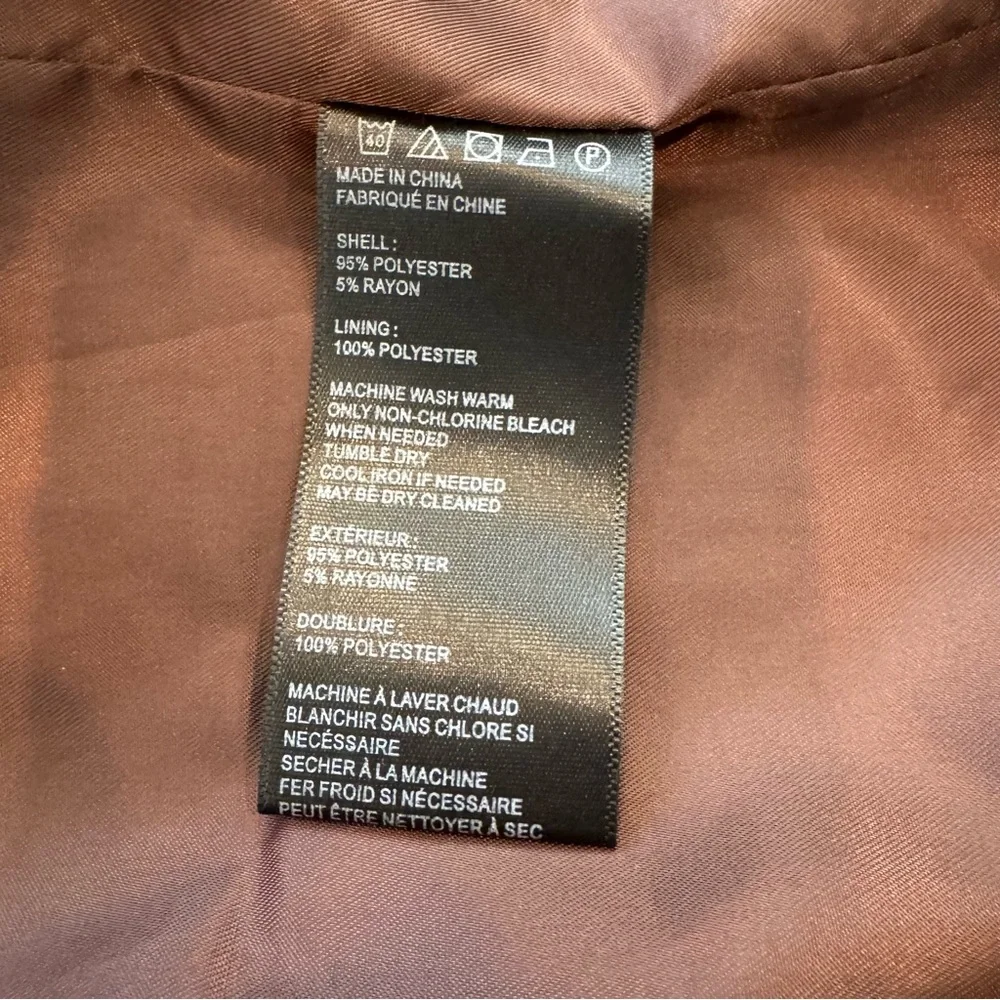 40 P
MADE IN CHINA
FABRIQUÉ EN CHINE
SHELL :
95% POLYESTER
5% RAYON
LINING :
100% POLYESTER
MACHINE WASH WARM
ONLY NON-CHLORINE BLEACH
WHEN NEEDED
TUMBLE DRY
COOL IRON IF NEEDED
MAY BE DRY CLEANED
EXTÉRIEUR :
95% POLYESTER
5% RAYONNE
DOUBLURE :
100% POLYESTER
MACHINE À LAVER CHAUD
BLANCHIR SANS CHLORE SI
NECÉSSAIRE
SECHER À LA MACHINE
FER FROID SI NÉCESSAIRE
PEUT ÊTRE NETTOYER À SEC